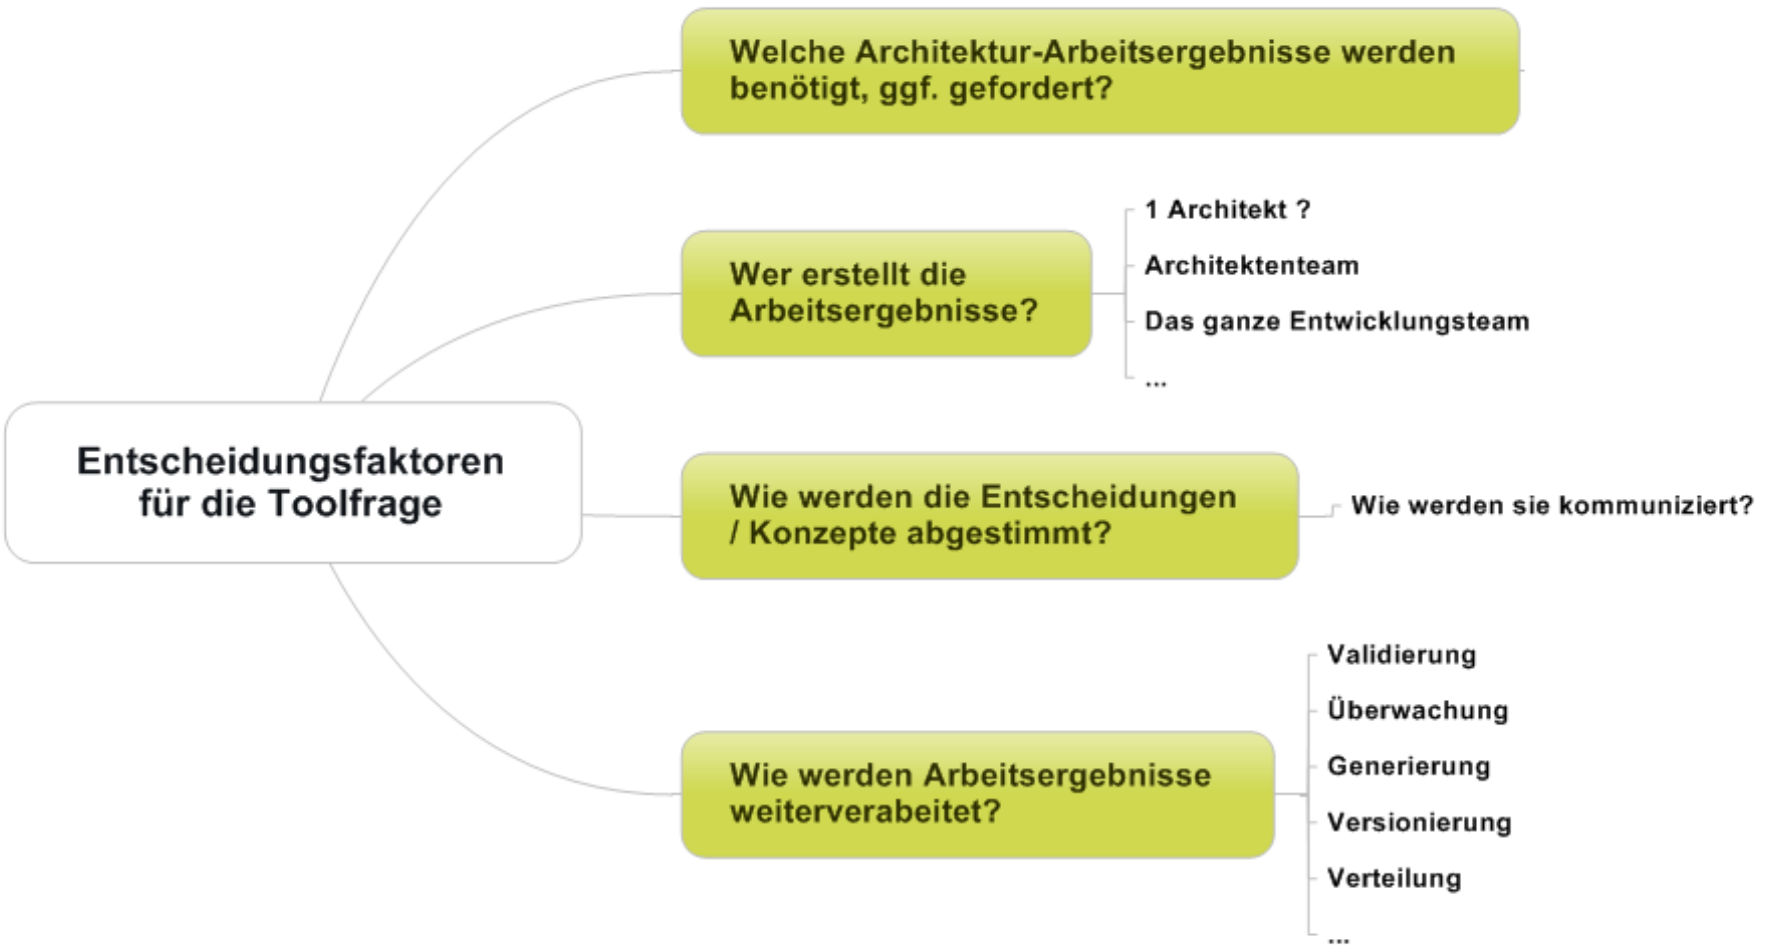 Welche Architektur-Arbeitsergebnisse werden
benötigt, ggf. gefordert?
Wer erstellt die
Arbeitsergebnisse?
1 Architekt ?
Architektenteam
Das ganze Entwicklungsteam
...
Entscheidungsfaktoren
für die Toolfrage
Wie werden die Entscheidungen
/ Konzepte abgestimmt?
Wie werden sie kommuniziert?
Wie werden Arbeitsergebnisse
weiterverabeitet?
Validierung
Überwachung
Generierung
Versionierung
Verteilung
...